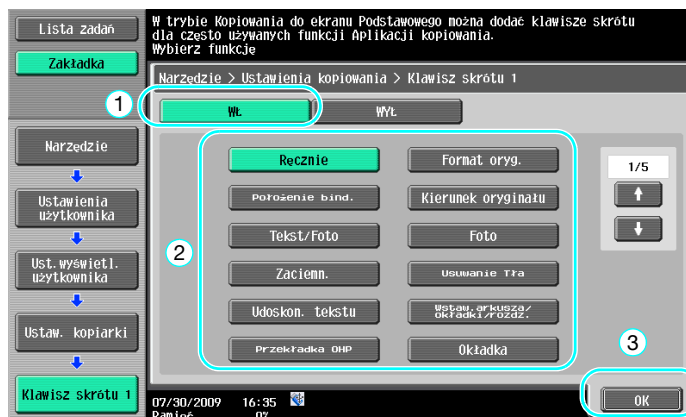 Lista zadań
Zakładka
W trybie Kopiowania do ekranu Podstawowego można dodać klawisze skrótu
dla często używanych funkcji Aplikacji kopiowania.
Wybierz funkcję
Narzędzie > Ustawienia kopiowania > Klawisz skrótu 1
1
WŁ
WYŁ
Narzędzie
Ustawienia
użytkownika
Ust.wyświetl.
użytkownika
Ustaw. kopiarki
Klawisz skrótu 1
2
Ręcznie
Format oryg.
Położenie bind.
Kierunek oryginału
Tekst/Foto
Foto
Zaciemn.
Usuwanie Tła
Udoskon. tekstu
Wstaw.arkusza/
okładki/rozdz.
Przekładka OHP
Okładka
1/5
3
OK
07/30/2009 16:35
Pamięć 0%